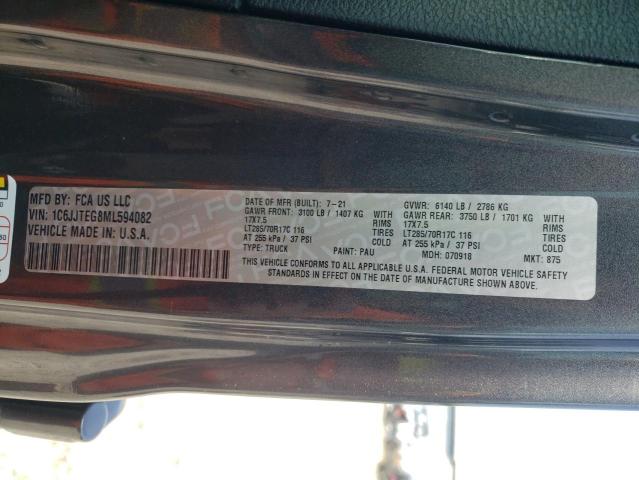 MFD BY: FCA US LLC
VIN: 1C6JJTEG8ML594082
VEHICLE MADE IN U.S.A.
DATE OF MFR (BUILT): 7-21
GAWR FRONT: 3100 LB / 1407 KG WITH
17X7.5 RIMS
LT285/70R17C 116 TIRES
AT 255 kPa / 37 PSI COLD
TYPE: TRUCK PAINT: PAU
GVWR: 6140 LB / 2786 KG
GAWR REAR: 3750 LB / 1701 KG WITH
17X7.5 RIMS
LT285/70R17C 116 TIRES
AT 255 kPa / 37 PSI COLD
MDH: 070918 MKT: 875
THIS VEHICLE CONFORMS TO ALL APPLICABLE U.S.A. FEDERAL MOTOR VEHICLE SAFETY
STANDARDS IN EFFECT ON THE DATE OF MANUFACTURE SHOWN ABOVE.